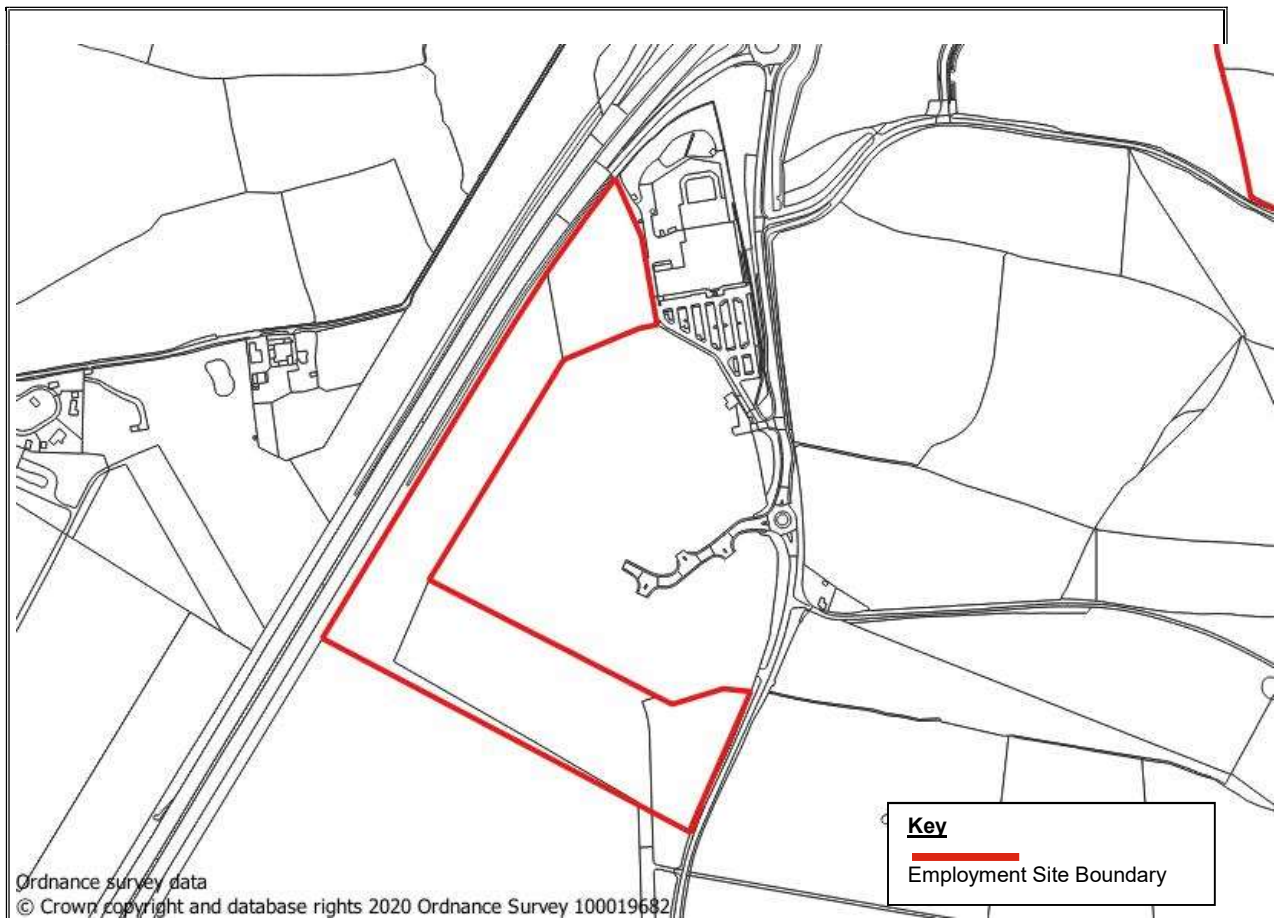 Key
Employment Site Boundary
Ordnance survey data
© Crown copyright and database rights 2020 Ordnance Survey 100019682